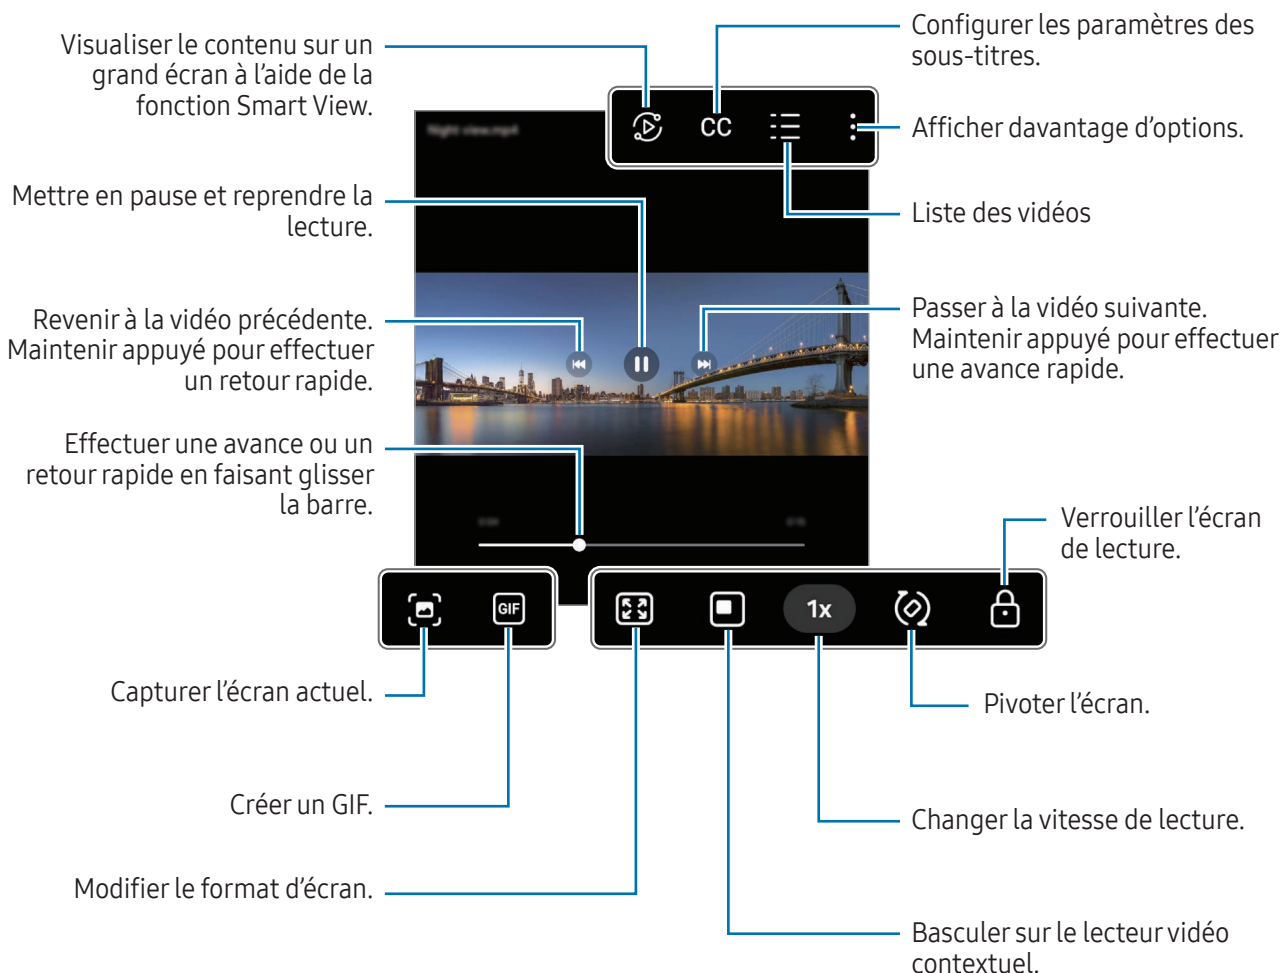 Visualiser le contenu sur un
grand écran à l’aide de la
fonction Smart View.
Configurer les paramètres des
sous-titres.
Night view.mp4
CC
Afficher davantage d’options.
Mettre en pause et reprendre la
lecture.
Liste des vidéos
Revenir à la vidéo précédente.
Maintenir appuyé pour effectuer
un retour rapide.
Passer à la vidéo suivante.
Maintenir appuyé pour effectuer
une avance rapide.
Effectuer une avance ou un
retour rapide en faisant glisser
la barre.
Verrouiller l’écran
de lecture.
GIF
1x
Capturer l’écran actuel.
Pivoter l’écran.
Créer un GIF.
Changer la vitesse de lecture.
Modifier le format d’écran.
Basculer sur le lecteur vidéo
contextuel.